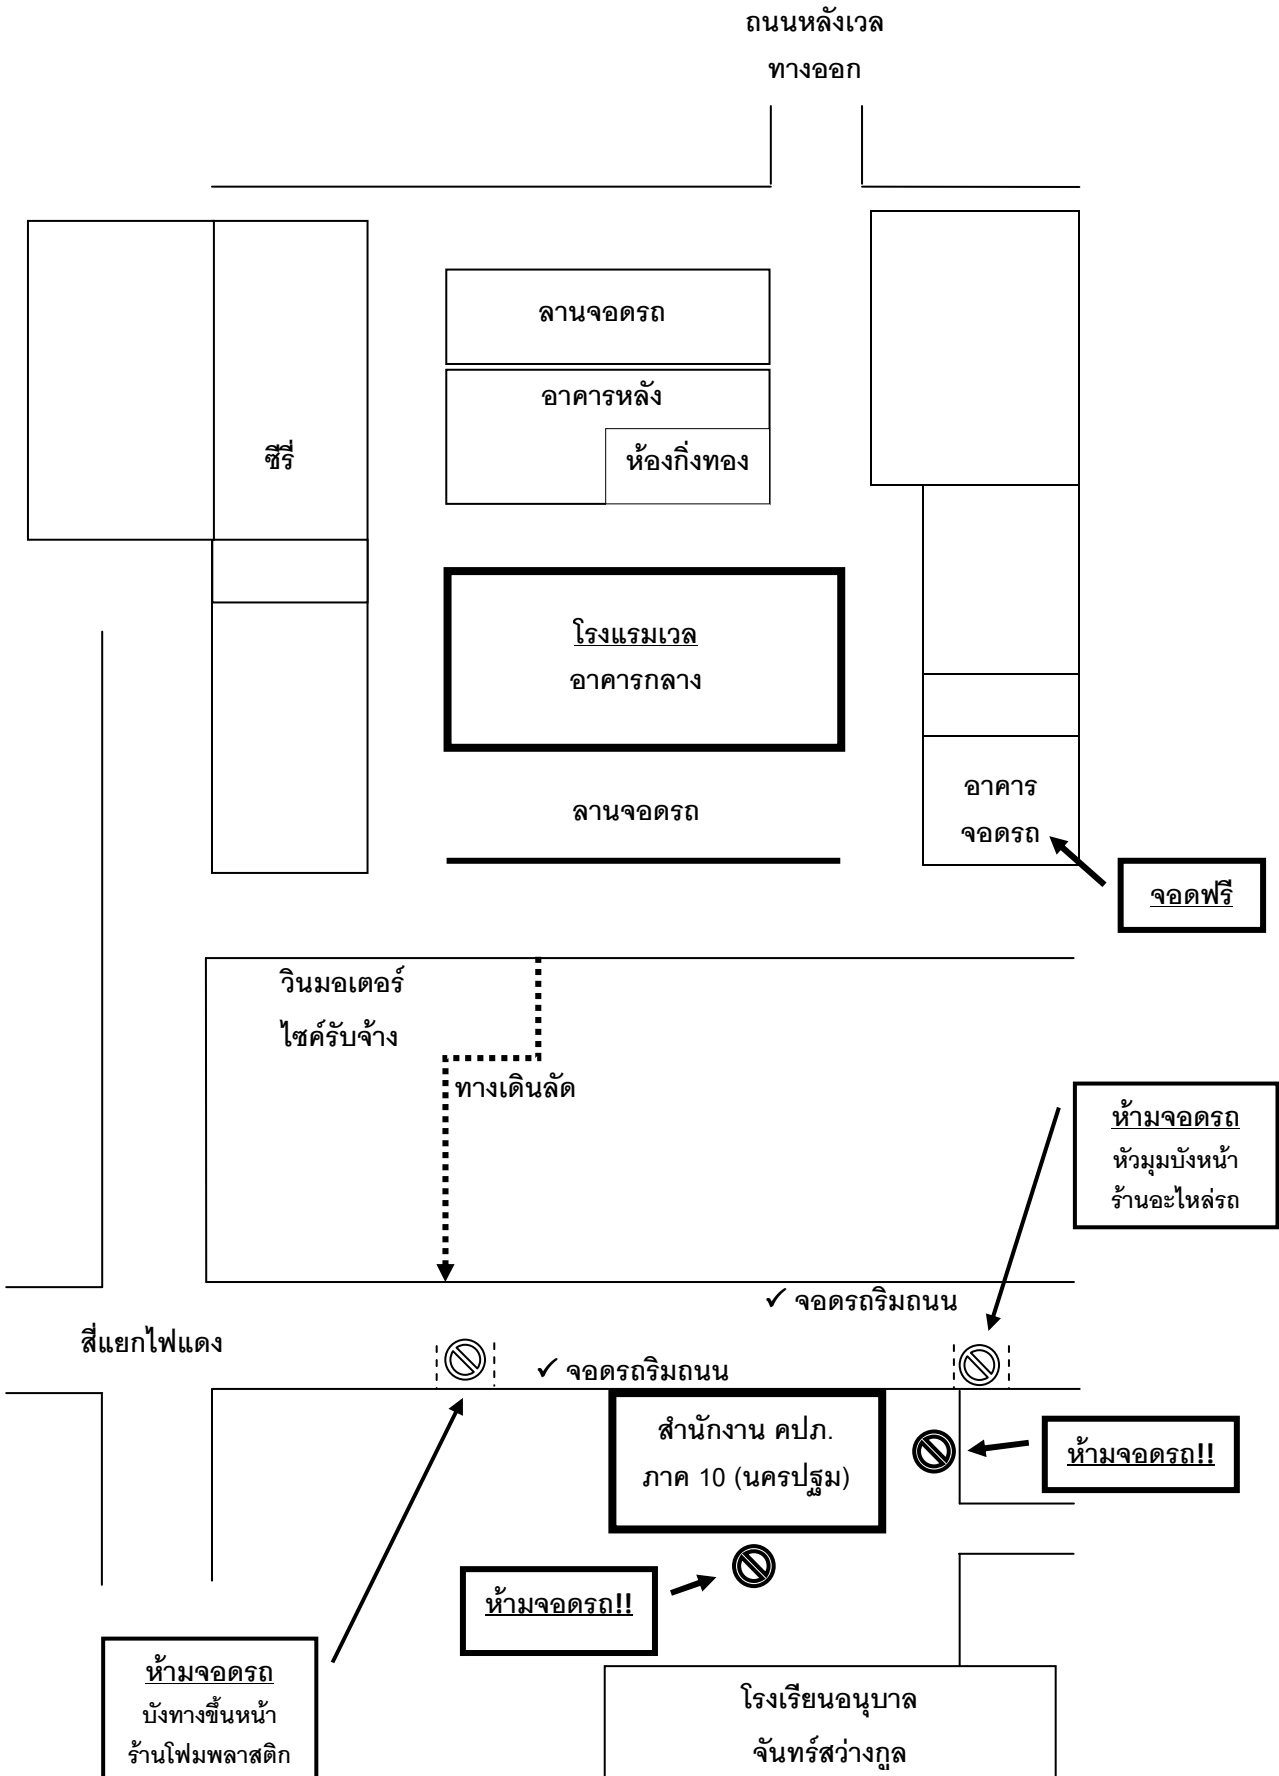 ถนนหลังเวล
ทางออก
ลานจอดรถ
อาคารหลัง
ห้องกิ่งทอง
ซีรี่
โรงแรมเวล
อาคารกลาง
ลานจอดรถ
อาคาร
จอดรถ
จอดฟรี
วินมอเตอร์
ไซค์รับจ้าง
ทางเดินลัด
ห้ามจอดรถ
หัวมุมบังหน้า
ร้านอะไหล่รถ
✓ จอดรถริมถนน
สี่แยกไฟแดง
✓ จอดรถริมถนน
สำนักงาน คปภ.
ภาค 10 (นครปฐม)
ห้ามจอดรถ!!
ห้ามจอดรถ!!
ห้ามจอดรถ
บังทางขึ้นหน้า
ร้านโฟมพลาสติก
โรงเรียนอนุบาล
จันทร์สว่างกูล